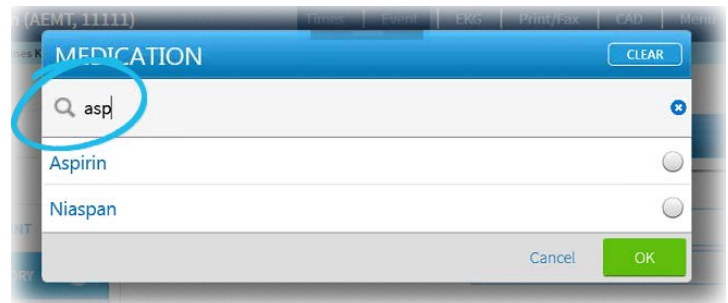 (AEMT, 11111)
Times Event EKG Print/Fax CAD Menu
MEDICATION CLEAR
asp
Aspirin
Niaspan
Cancel OK